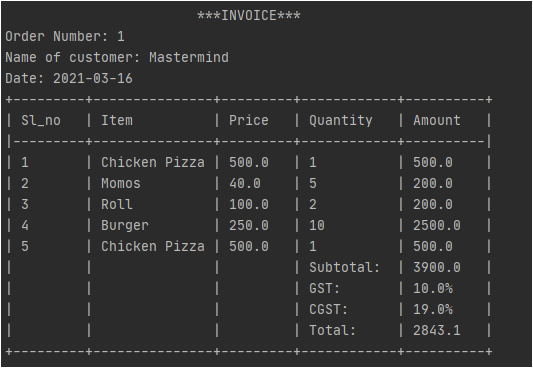 ***INVOICE***
Order Number: 1
Name of customer: Mastermind
Date: 2021-03-16
+---------+---------------+---------+------------+----------+
| Sl_no   | Item          | Price   | Quantity   | Amount   |
|---------+---------------+---------+------------+----------|
| 1       | Chicken Pizza | 500.0   | 1          | 500.0    |
| 2       | Momos         | 40.0    | 5          | 200.0    |
| 3       | Roll          | 100.0   | 2          | 200.0    |
| 4       | Burger        | 250.0   | 10         | 2500.0   |
| 5       | Chicken Pizza | 500.0   | 1          | 500.0    |
|         |               |         | Subtotal:  | 3900.0   |
|         |               |         | GST:       | 10.0%    |
|         |               |         | CGST:      | 19.0%    |
|         |               |         | Total:     | 2843.1   |
+---------+---------------+---------+------------+----------+